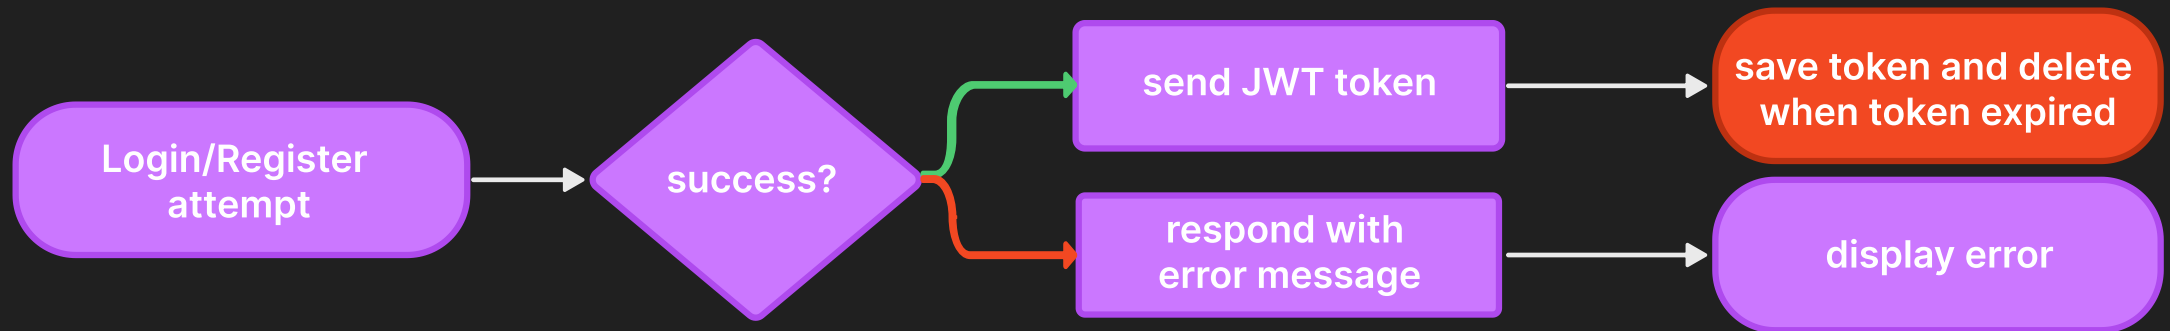 Login/Register
attempt
success?
send JWT token
save token and delete
when token expired
respond with
error message
display error